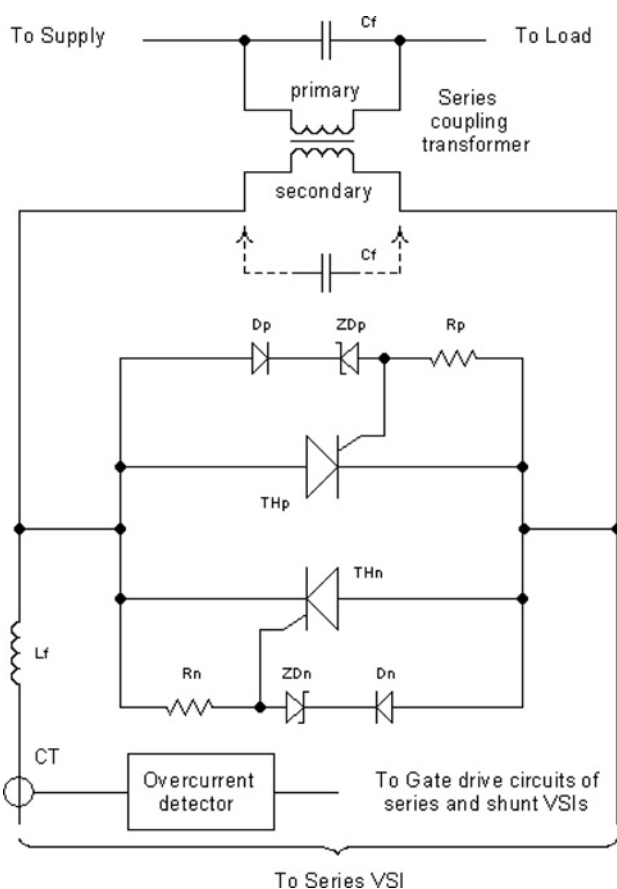 To Supply
Cf
To Load
primary
Series
coupling
transformer
secondary
Cf
Dp
ZDp
Rp
THp
THn
Lf
Rn
ZDn
Dn
CT
Overcurrent
detector
To Gate drive circuits of
series and shunt VSIs
To Series VSI